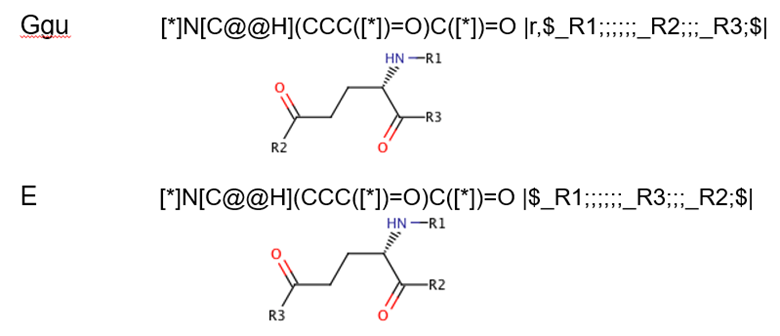 Ggu [*]N[C@@H](CCC([*])=O)C([*])=O |r,$_R1;;;;;;_R2;;;_R3;$|
HN R1
O
R3
R2 O
E [*]N[C@@H](CCC([*])=O)C([*])=O |$_R1;;;;;;_R3;;;_R2;$|
HN R1
O
R2
R3 O